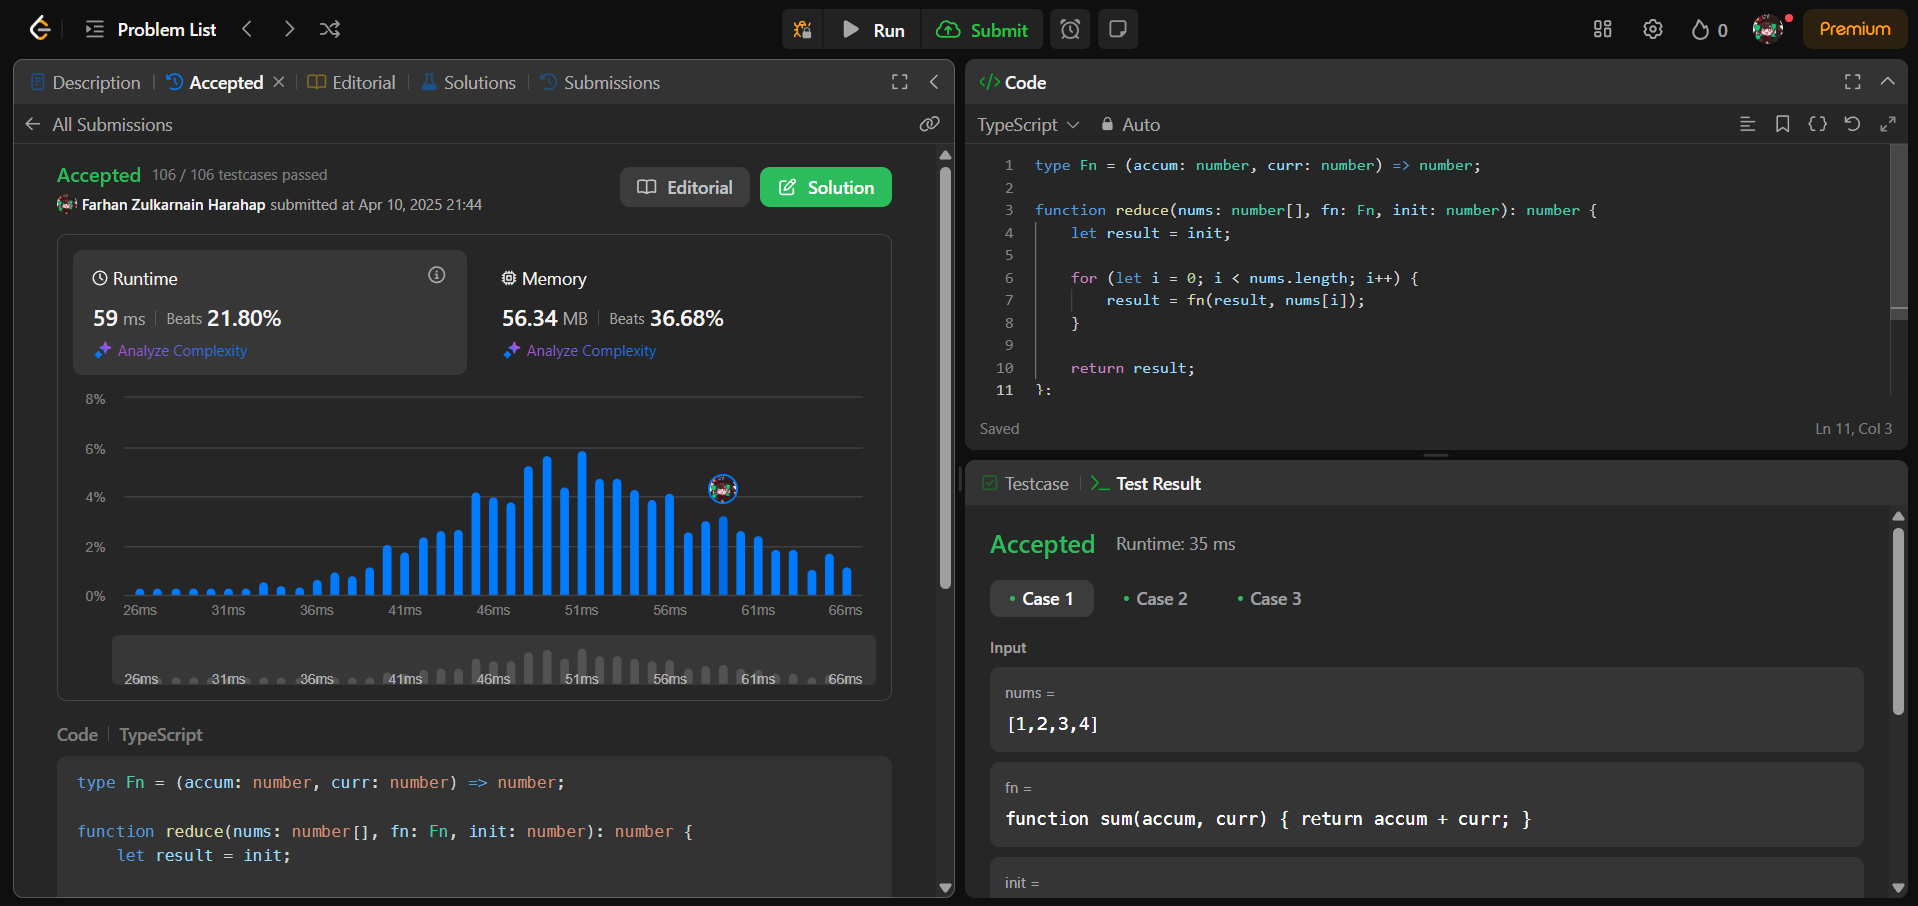 Problem List
Run
Submit
0
Premium
Description
Accepted
Editorial
Solutions
Submissions
All Submissions
Accepted 106 / 106 testcases passed
Farhan Zulkarnain Harahap submitted at Apr 10, 2025 21:44
Editorial
Solution
Runtime
59 ms Beats 21.80%
Analyze Complexity
Memory
56.34 MB Beats 36.68%
Analyze Complexity
8%
6%
4%
2%
0%
26ms 31ms 36ms 41ms 46ms 51ms 56ms 61ms 66ms
26ms 31ms 36ms 41ms 46ms 51ms 56ms 61ms 66ms
Code TypeScript
type Fn = (accum: number, curr: number) => number;
function reduce(nums: number[], fn: Fn, init: number): number {
let result = init;
</> Code
TypeScript Auto
1 type Fn = (accum: number, curr: number) => number;
2
3 function reduce(nums: number[], fn: Fn, init: number): number {
4 let result = init;
5
6 for (let i = 0; i < nums.length; i++) {
7 result = fn(result, nums[i]);
8 }
9
10 return result;
11 };
Saved
Ln 11, Col 3
Testcase
Test Result
Accepted Runtime: 35 ms
Case 1
Case 2
Case 3
Input
nums =
[1,2,3,4]
fn =
function sum(accum, curr) { return accum + curr; }
init =